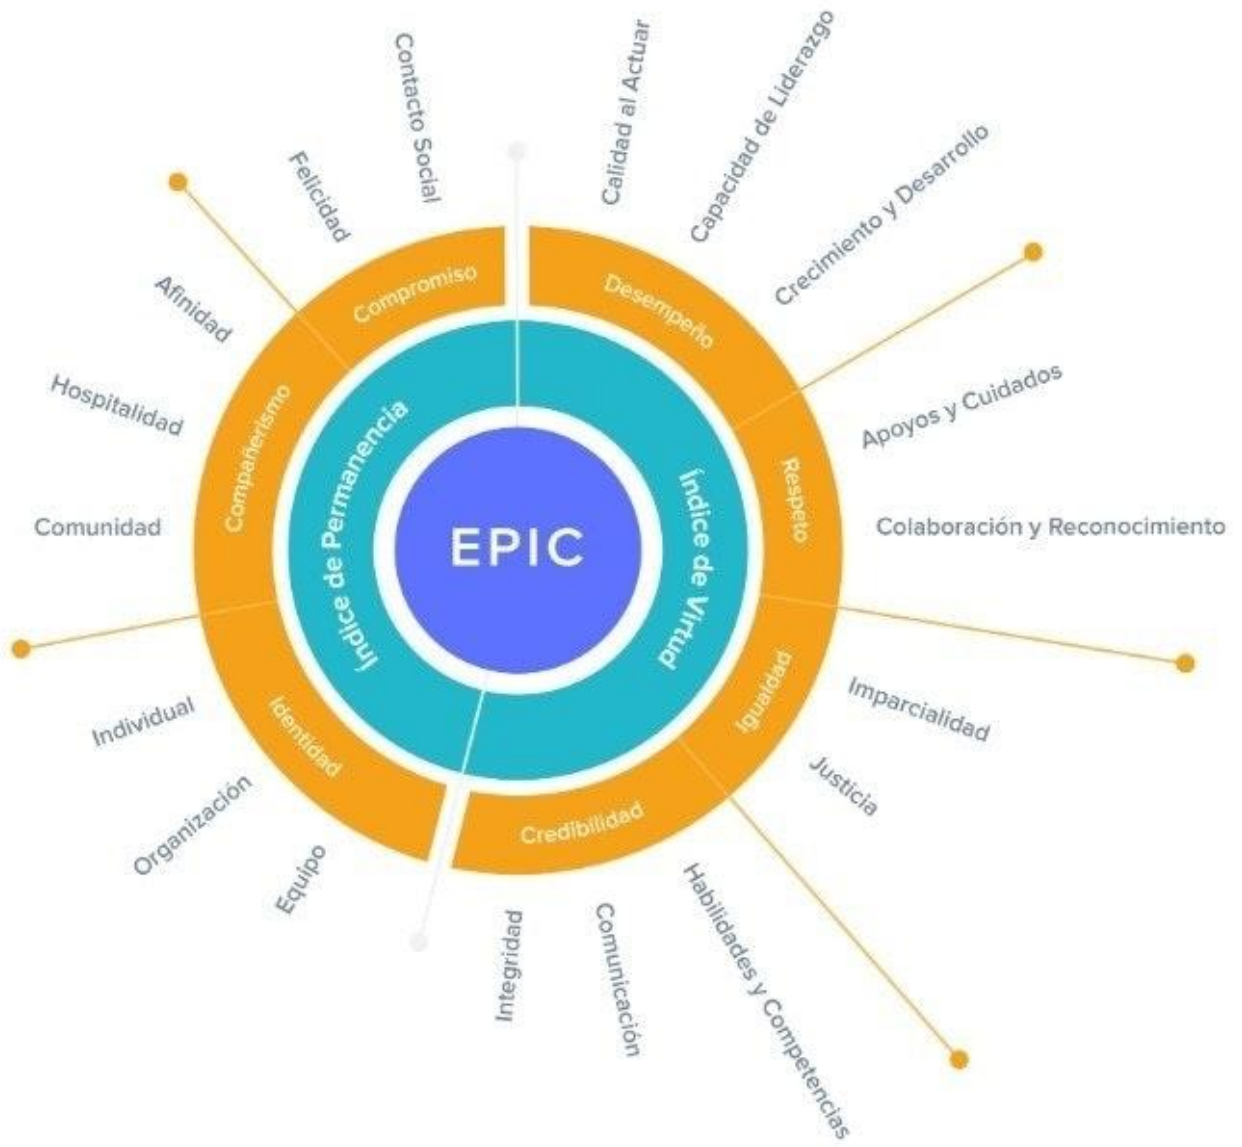 EPIC
Índice de Virtud
Índice de Permanencia
Desempeño
Calidad al Actuar
Capacidad de Liderazgo
Crecimiento y Desarrollo
Respeto
Apoyos y Cuidados
Colaboración y Reconocimiento
Igualdad
Imparcialidad
Justicia
Credibilidad
Habilidades y Competencias
Comunicación
Integridad
Identidad
Equipo
Organización
Individual
Compañerismo
Comunidad
Hospitalidad
Afinidad
Compromiso
Felicidad
Contacto Social